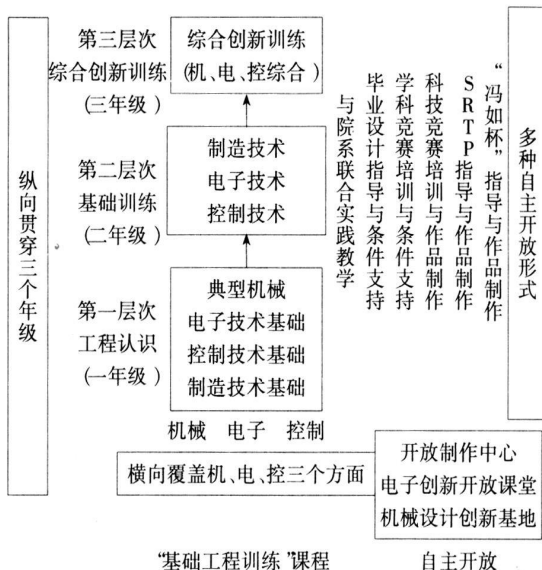 第三层次
综合创新训练
(三年级)
综合创新训练
(机、电、控综合)
第二层次
基础训练
(二年级)
制造技术
电子技术
控制技术
第一层次
工程认识
(一年级)
典型机械
电子技术基础
控制技术基础
制造技术基础
机械 电子 控制
纵向贯穿三个年级
横向覆盖机、电、控三个方面
“冯如杯”指导与作品制作
SRTP指导与作品制作
科技竞赛培训与作品制作
学科竞赛培训与条件支持
毕业设计指导与条件支持
与院系联合实践教学
多种自主开放形式
开放制作中心
电子创新开放课堂
机械设计创新基地
“基础工程训练”课程
自主开放